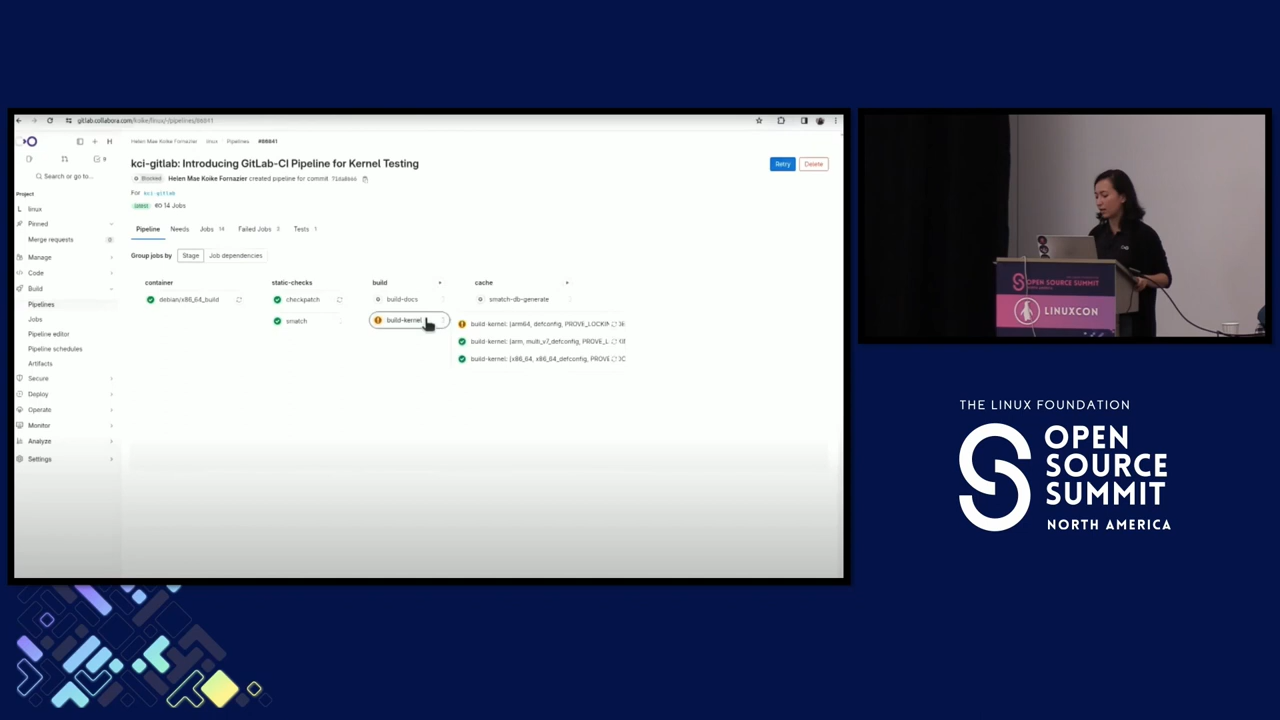 gitlab.collabora.com/koike/linux/-/pipelines/86841
Helen Mae Koike Fornazier linux Pipelines #86841
kci-gitlab: Introducing GitLab-CI Pipeline for Kernel Testing
Retry
Delete
Blocked Helen Mae Koike Fornazier created pipeline for commit
For kci-gitlab
latest 14 Jobs
Pipeline Needs Jobs 14 Failed Jobs 3 Tests 1
Group jobs by Stage Job dependencies
container
debian/x86_64_build
static-checks
checkpatch
smatch
build
build-docs
build-kernel
cache
smatch-db-generate
build-kernel: [arm64, defconfig, PROVE_LOCKIN
build-kernel: [arm, multi_v7_defconfig, PROVE_L
build-kernel: [x86_64, x86_64_defconfig, PROVE
H
9
Search or go to...
Project
L linux
Pinned
Merge requests 0
Manage
Code
Build
Pipelines
Jobs
Pipeline editor
Pipeline schedules
Artifacts
Secure
Deploy
Operate
Monitor
Analyze
Settings
OPEN SOURCE SUMMIT
LINUXCON
THE LINUX FOUNDATION
OPEN
SOURCE
SUMMIT
NORTH AMERICA